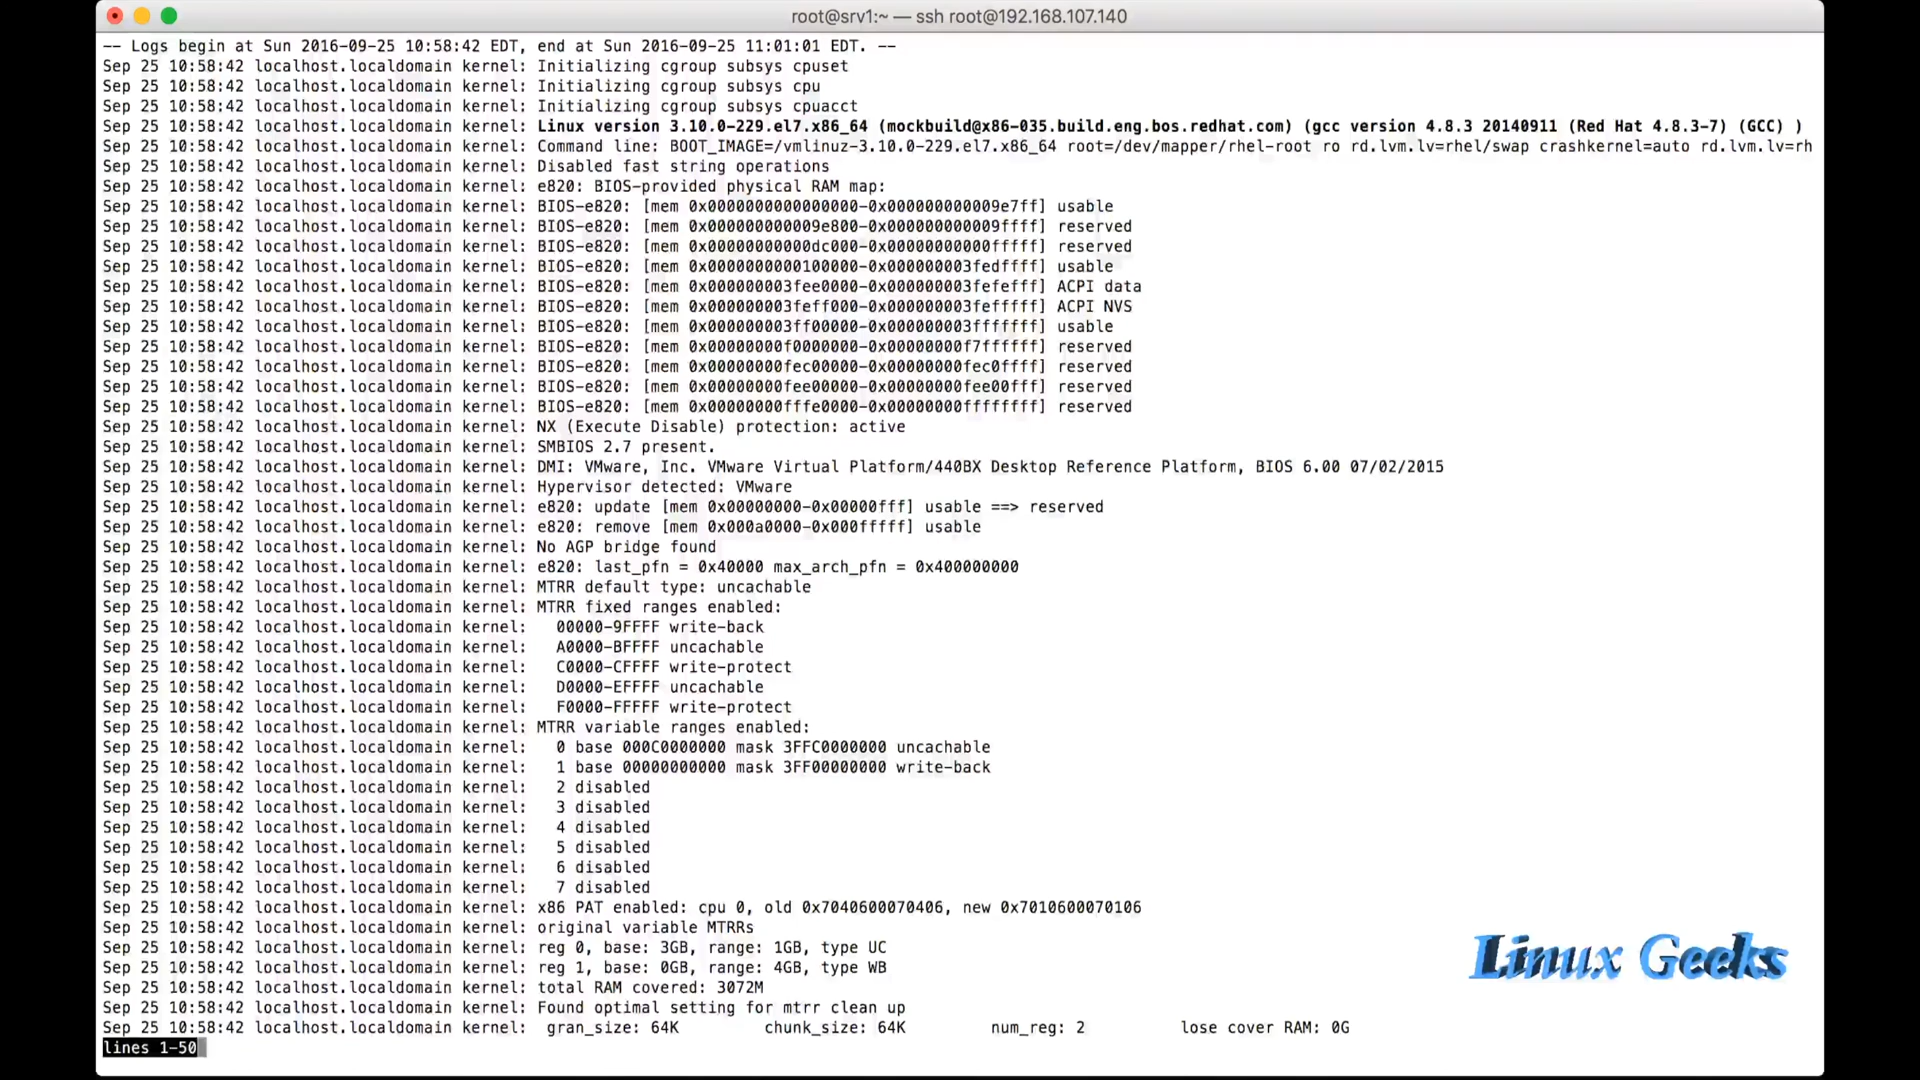 root@srv1:~ — ssh root@192.168.107.140
-- Logs begin at Sun 2016-09-25 10:58:42 EDT, end at Sun 2016-09-25 11:01:01 EDT. --
Sep 25 10:58:42 localhost.localdomain kernel: Initializing cgroup subsys cpuset
Sep 25 10:58:42 localhost.localdomain kernel: Initializing cgroup subsys cpu
Sep 25 10:58:42 localhost.localdomain kernel: Initializing cgroup subsys cpuacct
Sep 25 10:58:42 localhost.localdomain kernel: Linux version 3.10.0-229.el7.x86_64 (mockbuild@x86-035.build.eng.bos.redhat.com) (gcc version 4.8.3 20140911 (Red Hat 4.8.3-7) (GCC) )
Sep 25 10:58:42 localhost.localdomain kernel: Command line: BOOT_IMAGE=/vmlinuz-3.10.0-229.el7.x86_64 root=/dev/mapper/rhel-root ro rd.lvm.lv=rhel/swap crashkernel=auto rd.lvm.lv=rh
Sep 25 10:58:42 localhost.localdomain kernel: Disabled fast string operations
Sep 25 10:58:42 localhost.localdomain kernel: e820: BIOS-provided physical RAM map:
Sep 25 10:58:42 localhost.localdomain kernel: BIOS-e820: [mem 0x0000000000000000-0x000000000009e7ff] usable
Sep 25 10:58:42 localhost.localdomain kernel: BIOS-e820: [mem 0x000000000009e800-0x000000000009ffff] reserved
Sep 25 10:58:42 localhost.localdomain kernel: BIOS-e820: [mem 0x00000000000dc000-0x00000000000fffff] reserved
Sep 25 10:58:42 localhost.localdomain kernel: BIOS-e820: [mem 0x0000000000100000-0x000000003fedffff] usable
Sep 25 10:58:42 localhost.localdomain kernel: BIOS-e820: [mem 0x000000003fee0000-0x000000003fefefff] ACPI data
Sep 25 10:58:42 localhost.localdomain kernel: BIOS-e820: [mem 0x000000003feff000-0x000000003fefffff] ACPI NVS
Sep 25 10:58:42 localhost.localdomain kernel: BIOS-e820: [mem 0x000000003ff00000-0x000000003fffffff] usable
Sep 25 10:58:42 localhost.localdomain kernel: BIOS-e820: [mem 0x00000000f0000000-0x00000000f7ffffff] reserved
Sep 25 10:58:42 localhost.localdomain kernel: BIOS-e820: [mem 0x00000000fec00000-0x00000000fec0ffff] reserved
Sep 25 10:58:42 localhost.localdomain kernel: BIOS-e820: [mem 0x00000000fee00000-0x00000000fee00fff] reserved
Sep 25 10:58:42 localhost.localdomain kernel: BIOS-e820: [mem 0x00000000fffe0000-0x00000000ffffffff] reserved
Sep 25 10:58:42 localhost.localdomain kernel: NX (Execute Disable) protection: active
Sep 25 10:58:42 localhost.localdomain kernel: SMBIOS 2.7 present.
Sep 25 10:58:42 localhost.localdomain kernel: DMI: VMware, Inc. VMware Virtual Platform/440BX Desktop Reference Platform, BIOS 6.00 07/02/2015
Sep 25 10:58:42 localhost.localdomain kernel: Hypervisor detected: VMware
Sep 25 10:58:42 localhost.localdomain kernel: e820: update [mem 0x00000000-0x00000fff] usable ==> reserved
Sep 25 10:58:42 localhost.localdomain kernel: e820: remove [mem 0x000a0000-0x000fffff] usable
Sep 25 10:58:42 localhost.localdomain kernel: No AGP bridge found
Sep 25 10:58:42 localhost.localdomain kernel: e820: last_pfn = 0x40000 max_arch_pfn = 0x400000000
Sep 25 10:58:42 localhost.localdomain kernel: MTRR default type: uncachable
Sep 25 10:58:42 localhost.localdomain kernel: MTRR fixed ranges enabled:
Sep 25 10:58:42 localhost.localdomain kernel: 00000-9FFFF write-back
Sep 25 10:58:42 localhost.localdomain kernel: A0000-BFFFF uncachable
Sep 25 10:58:42 localhost.localdomain kernel: C0000-CFFFF write-protect
Sep 25 10:58:42 localhost.localdomain kernel: D0000-EFFFF uncachable
Sep 25 10:58:42 localhost.localdomain kernel: F0000-FFFFF write-protect
Sep 25 10:58:42 localhost.localdomain kernel: MTRR variable ranges enabled:
Sep 25 10:58:42 localhost.localdomain kernel: 0 base 000C0000000 mask 3FFC0000000 uncachable
Sep 25 10:58:42 localhost.localdomain kernel: 1 base 00000000000 mask 3FF00000000 write-back
Sep 25 10:58:42 localhost.localdomain kernel: 2 disabled
Sep 25 10:58:42 localhost.localdomain kernel: 3 disabled
Sep 25 10:58:42 localhost.localdomain kernel: 4 disabled
Sep 25 10:58:42 localhost.localdomain kernel: 5 disabled
Sep 25 10:58:42 localhost.localdomain kernel: 6 disabled
Sep 25 10:58:42 localhost.localdomain kernel: 7 disabled
Sep 25 10:58:42 localhost.localdomain kernel: x86 PAT enabled: cpu 0, old 0x7040600070406, new 0x7010600070106
Sep 25 10:58:42 localhost.localdomain kernel: original variable MTRRs
Sep 25 10:58:42 localhost.localdomain kernel: reg 0, base: 3GB, range: 1GB, type UC
Sep 25 10:58:42 localhost.localdomain kernel: reg 1, base: 0GB, range: 4GB, type WB
Sep 25 10:58:42 localhost.localdomain kernel: total RAM covered: 3072M
Sep 25 10:58:42 localhost.localdomain kernel: Found optimal setting for mtrr clean up
Sep 25 10:58:42 localhost.localdomain kernel: gran_size: 64K chunk_size: 64K num_reg: 2 lose cover RAM: 0G
lines 1-50
Linux Geeks